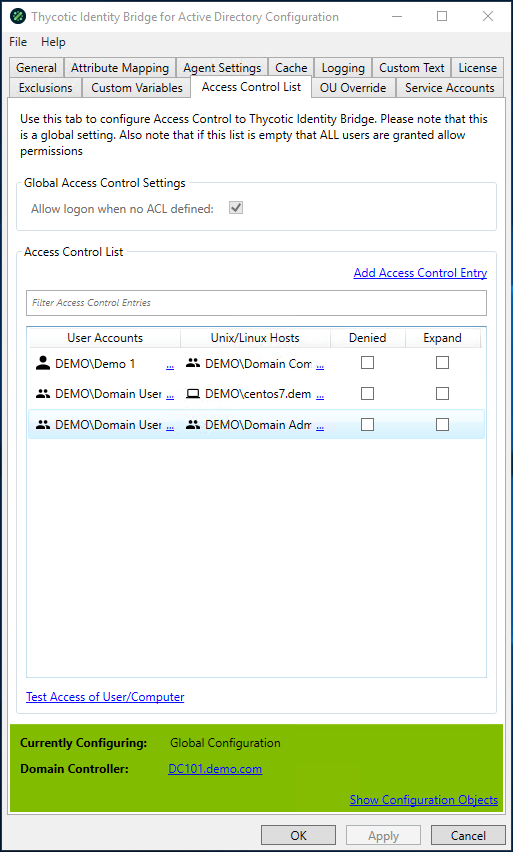 Thycotic Identity Bridge for Active Directory Configuration
File Help
General Attribute Mapping Agent Settings Cache Logging Custom Text License
Exclusions Custom Variables Access Control List OU Override Service Accounts
Use this tab to configure Access Control to Thycotic Identity Bridge. Please note that this
is a global setting. Also note that if this list is empty that ALL users are granted allow
permissions
Global Access Control Settings
Allow logon when no ACL defined:
Access Control List
Add Access Control Entry
Filter Access Control Entries
User Accounts Unix/Linux Hosts Denied Expand
DEMO\Demo 1 ... DEMO\Domain Com ...
DEMO\Domain User ... DEMO\centos7.dem ...
DEMO\Domain User ... DEMO\Domain Adm ...
Test Access of User/Computer
Currently Configuring: Global Configuration
Domain Controller: DC101.demo.com
Show Configuration Objects
OK Apply Cancel